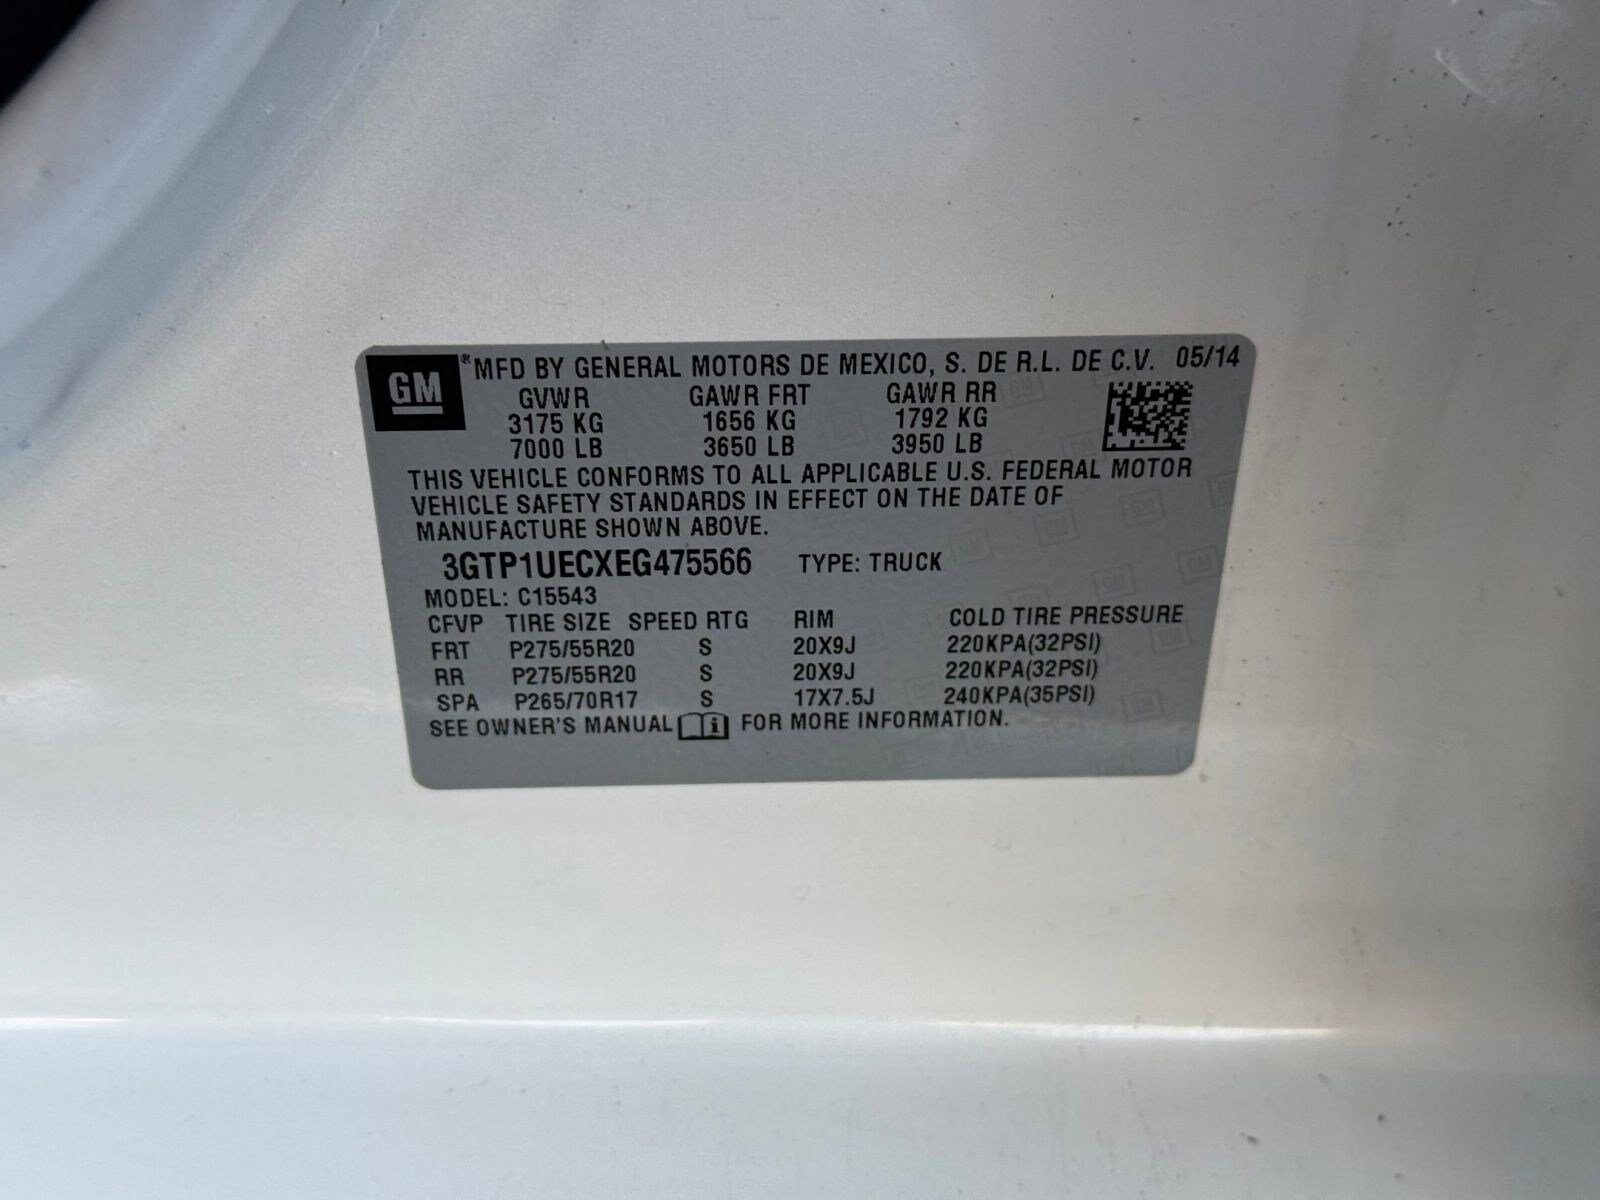 GM ® MFD BY GENERAL MOTORS DE MEXICO, S. DE R.L. DE C.V. 05/14
GVWR GAWR FRT GAWR RR
3175 KG 1656 KG 1792 KG
7000 LB 3650 LB 3950 LB
THIS VEHICLE CONFORMS TO ALL APPLICABLE U.S. FEDERAL MOTOR
VEHICLE SAFETY STANDARDS IN EFFECT ON THE DATE OF
MANUFACTURE SHOWN ABOVE.
3GTP1UECXEG475566 TYPE: TRUCK
MODEL: C15543
CFVP TIRE SIZE SPEED RTG RIM COLD TIRE PRESSURE
FRT P275/55R20 S 20X9J 220KPA(32PSI)
RR P275/55R20 S 20X9J 220KPA(32PSI)
SPA P265/70R17 S 17X7.5J 240KPA(35PSI)
SEE OWNER'S MANUAL i FOR MORE INFORMATION.